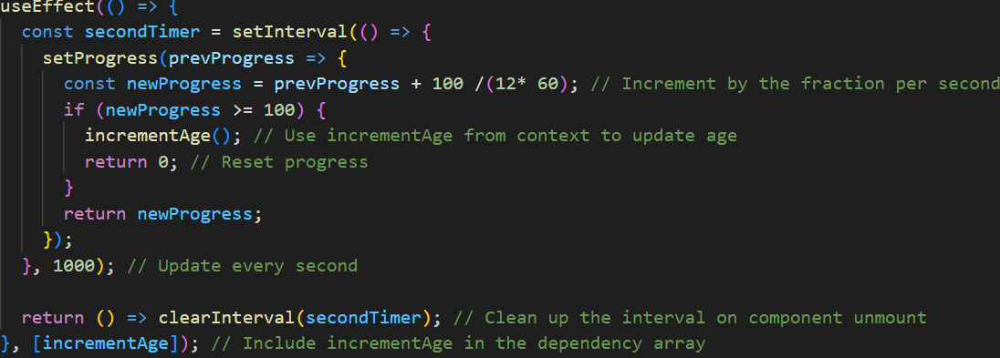 useEffect(() => {
const secondTimer = setInterval(() => {
setProgress(prevProgress => {
const newProgress = prevProgress + 100 /(12* 60); // Increment by the fraction per second
if (newProgress >= 100) {
incrementAge(); // Use incrementAge from context to update age
return 0; // Reset progress
}
return newProgress;
});
}, 1000); // Update every second
return () => clearInterval(secondTimer); // Clean up the interval on component unmount
}, [incrementAge]); // Include incrementAge in the dependency array